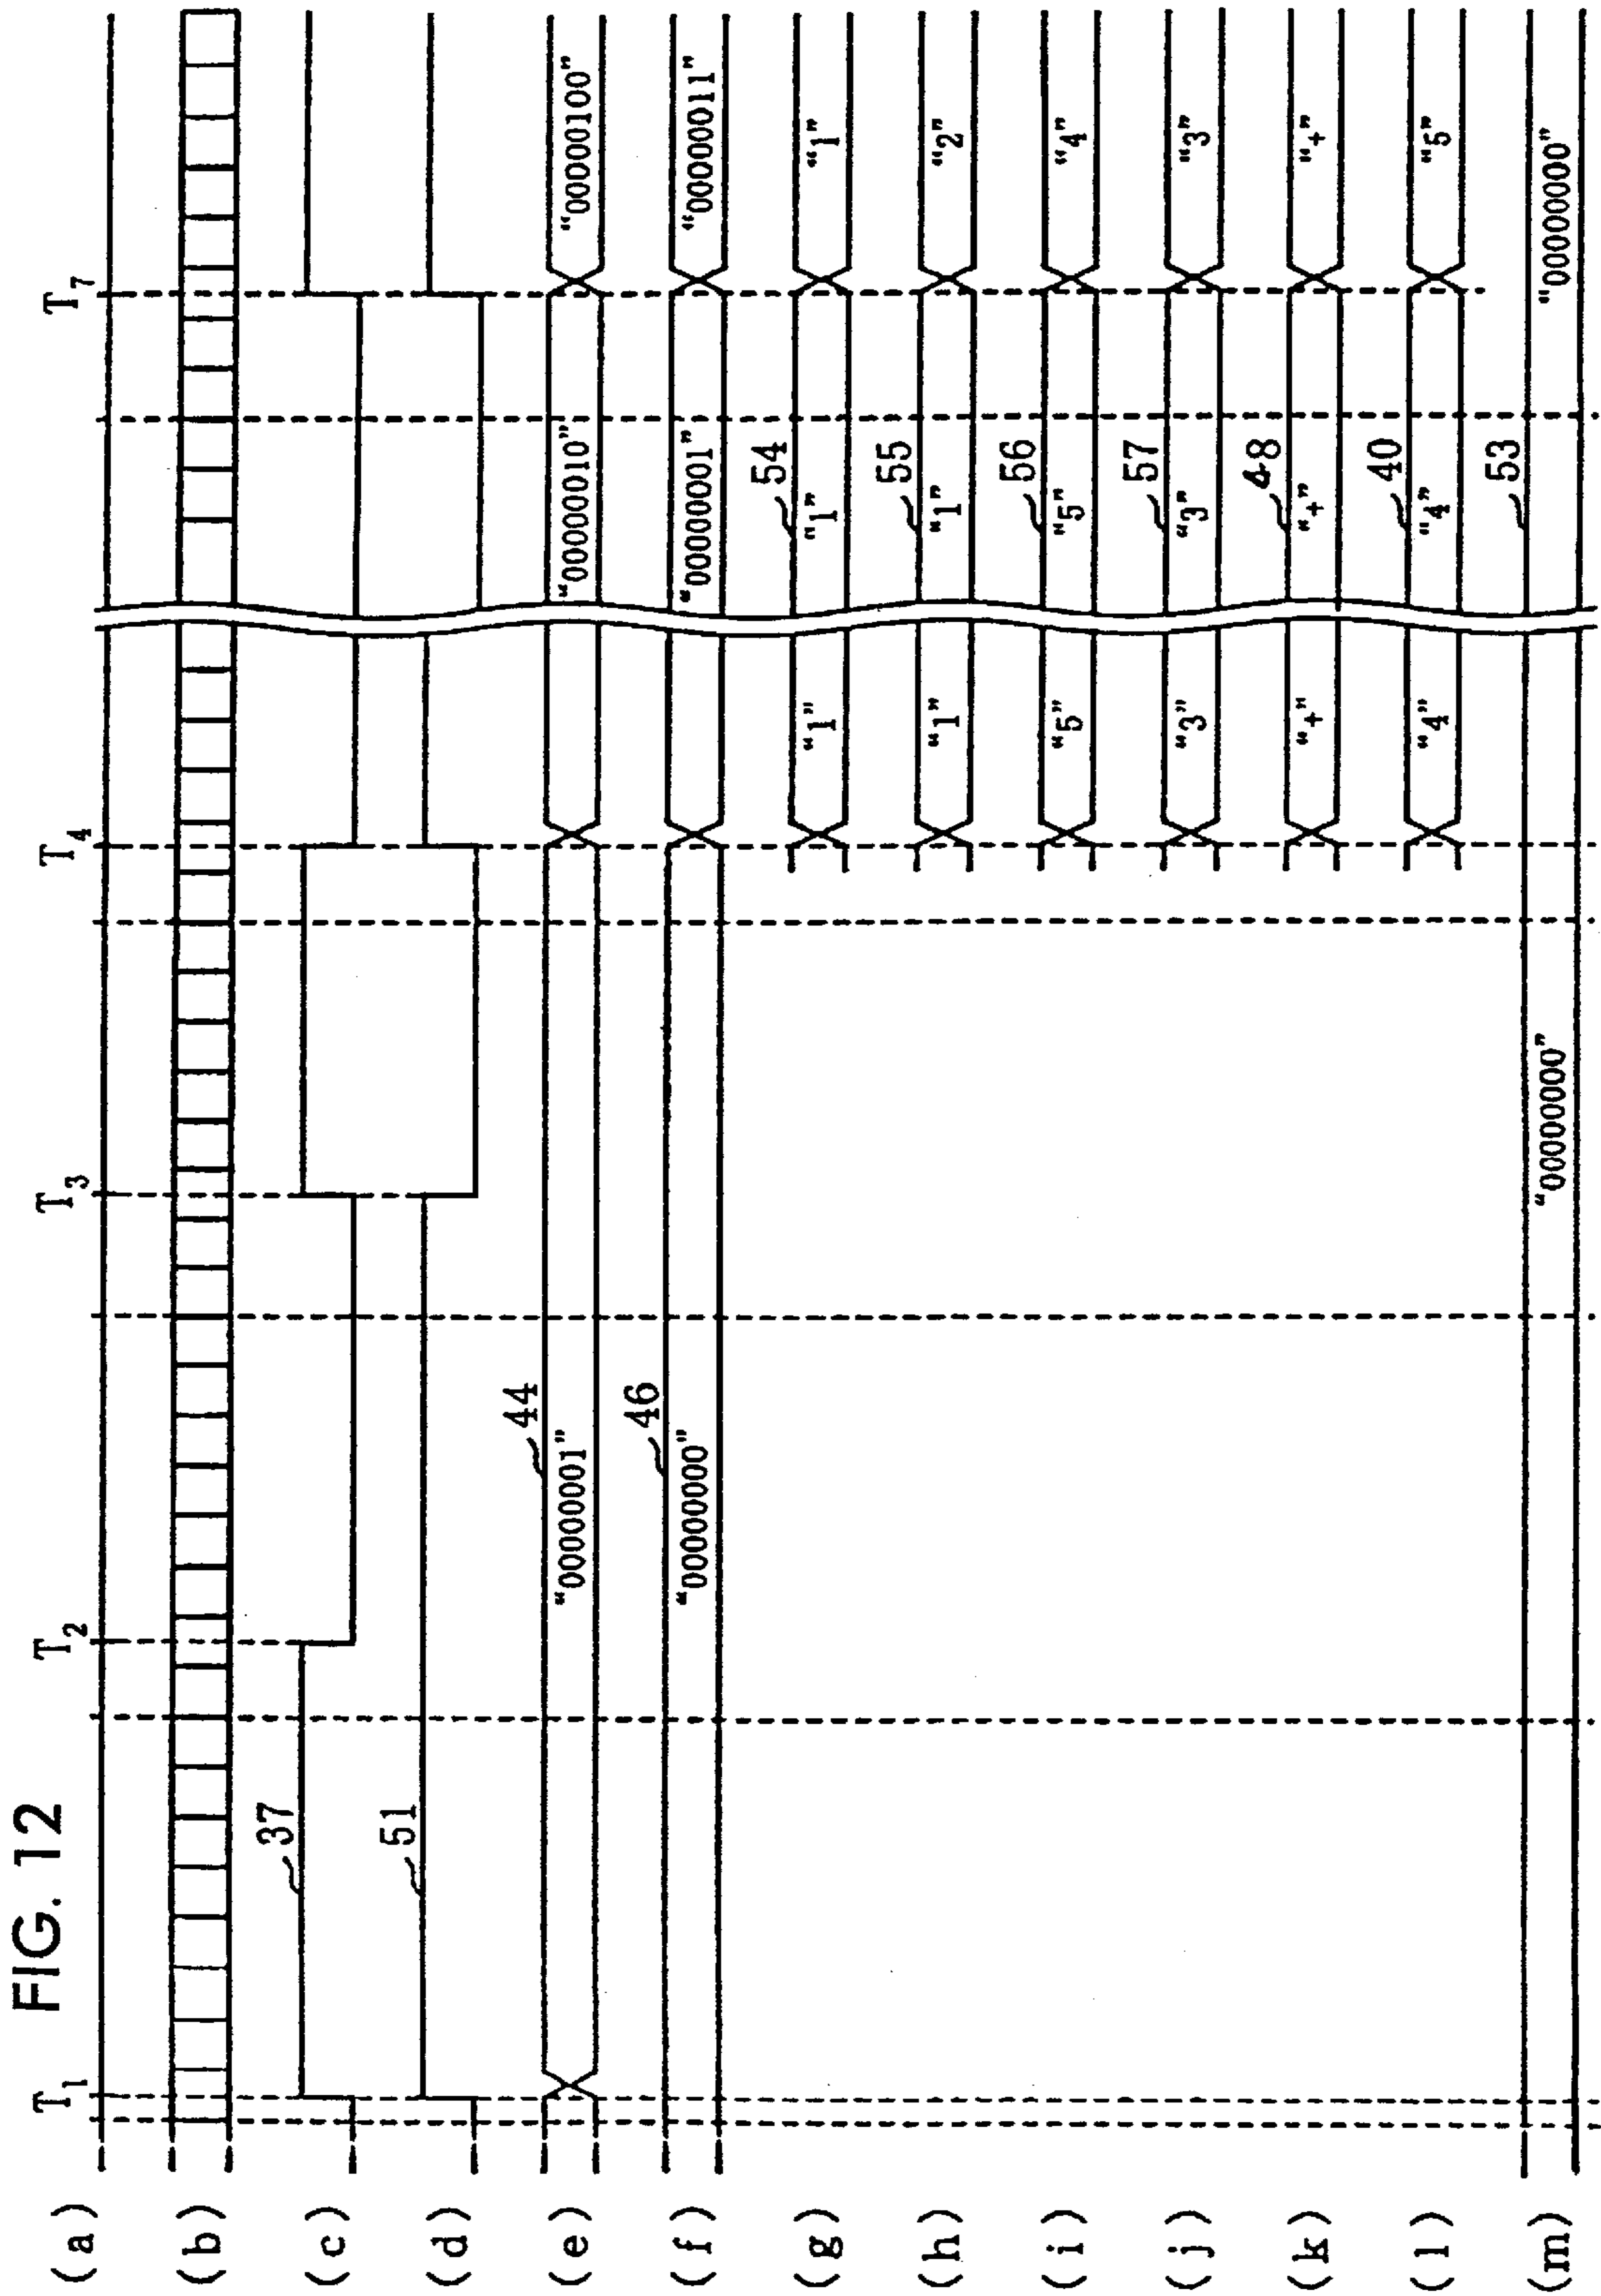 FIG. 12
T1 T2 T3 T4 T7
(a)
(b)
(c) 37
(d) 51
(e) 44 “00000001” “00000010” “00000100”
(f) 46 “00000000” “00000001” “00000011”
(g) “1” 54 “1” “1”
(h) “1” 55 “1” “2”
(i) “5” 56 “5” “4”
(j) “3” 57 “3” “3”
(k) “+” 48 “+” “+”
(l) “4” 40 “4” “5”
(m) “00000000” 53 “00000000”